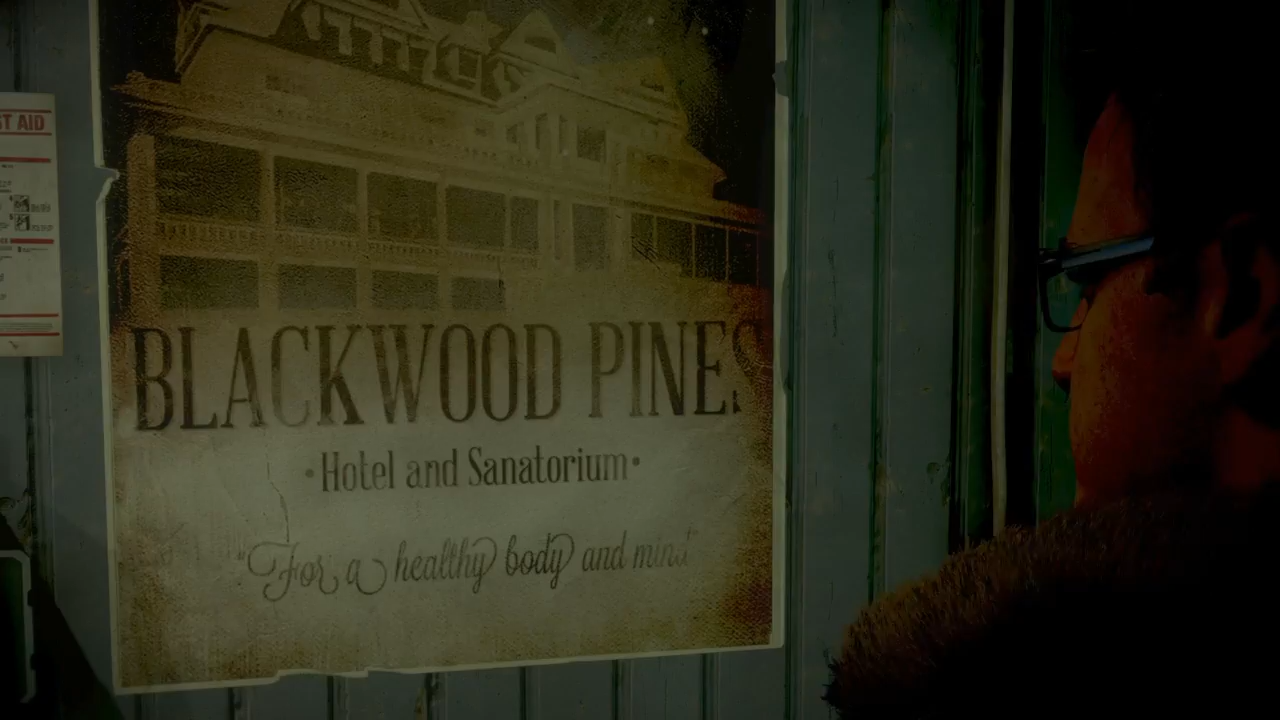 ST AID
BLACKWOOD PINES
•Hotel and Sanatorium•
"For a healthy body and mind"